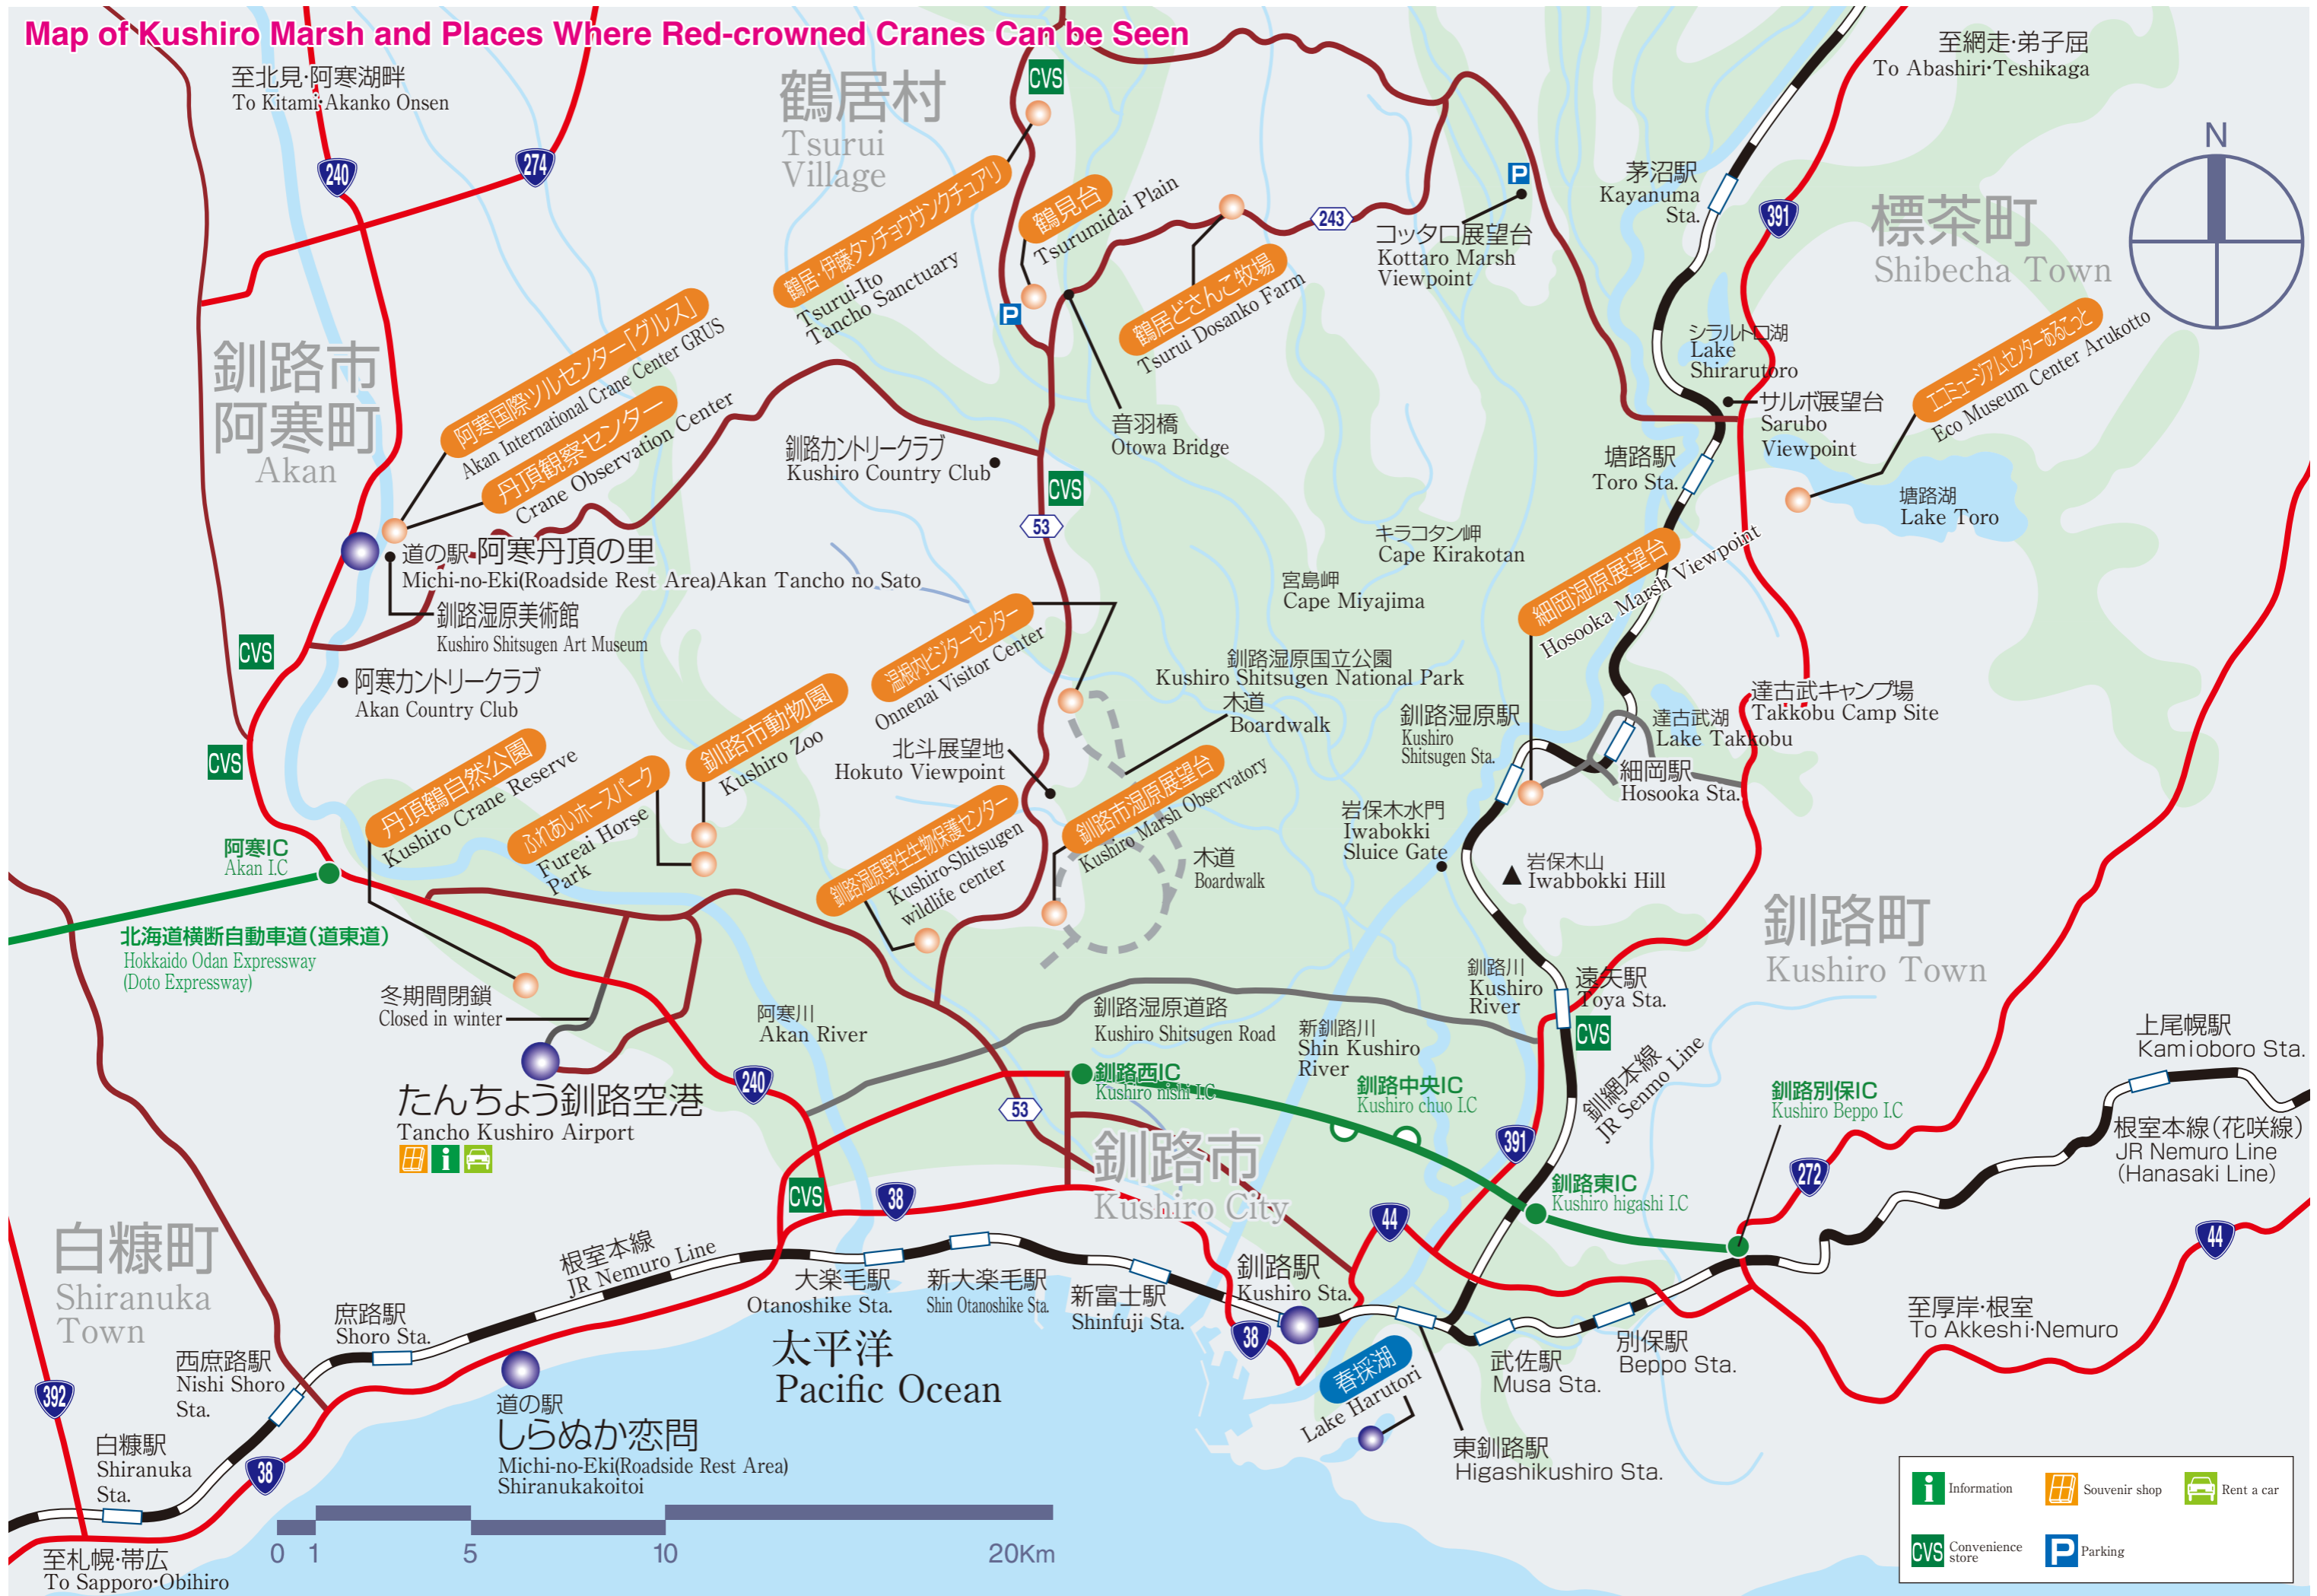 Map of Kushiro Marsh and Places Where Red-crowned Cranes Can be Seen
至北見·阿寒湖畔
To Kitami·Akanko Onsen
240
274
鶴居村
Tsurui
Village
CVS
至網走·弟子屈
To Abashiri·Teshikaga
N
茅沼駅
Kayanuma
Sta.
391
標茶町
Shibecha Town
P
コッタロ展望台
Kottaro Marsh
Viewpoint
243
鶴居·伊藤タンチョウサンクチュアリ
Tsurui-Ito
Tancho Sanctuary
鶴見台
Tsurumidai Plain
P
鶴居どさんこ牧場
Tsurui Dosanko Farm
音羽橋
Otowa Bridge
シラルトロ湖
Lake
Shirarutoro
サルボ展望台
Sarubo
Viewpoint
エコミュージアムセンターあるこっと
Eco Museum Center Arukotto
塘路駅
Toro Sta.
塘路湖
Lake Toro
釧路市
阿寒町
Akan
阿寒国際ツルセンター「グルス」
Akan International Crane Center GRUS
丹頂観察センター
Crane Observation Center
道の駅·阿寒丹頂の里
Michi-no-Eki(Roadside Rest Area)Akan Tancho no Sato
釧路湿原美術館
Kushiro Shitsugen Art Museum
釧路カントリークラブ
Kushiro Country Club
CVS
53
キラコタン岬
Cape Kirakotan
宮島岬
Cape Miyajima
細岡湿原展望台
Hosooka Marsh Viewpoint
CVS
阿寒カントリークラブ
Akan Country Club
CVS
温根内ビジターセンター
Onnenai Visitor Center
釧路湿原国立公園
Kushiro Shitsugen National Park
木道
Boardwalk
釧路湿原駅
Kushiro
Shitsugen Sta.
達古武キャンプ場
Takkobu Camp Site
達古武湖
Lake Takkobu
細岡駅
Hosooka Sta.
北斗展望地
Hokuto Viewpoint
釧路市動物園
Kushiro Zoo
ふれあいホースパーク
Fureai Horse
Park
丹頂鶴自然公園
Kushiro Crane Reserve
釧路湿原野生生物保護センター
Kushiro-Shitsugen
wildlife center
釧路市湿原展望台
Kushiro Marsh Observatory
木道
Boardwalk
岩保木水門
Iwabokki
Sluice Gate
岩保木山
Iwabbokki Hill
阿寒IC
Akan I.C
北海道横断自動車道(道東道)
Hokkaido Odan Expressway
(Doto Expressway)
冬期間閉鎖
Closed in winter
阿寒川
Akan River
釧路湿原道路
Kushiro Shitsugen Road
釧路川
Kushiro
River
新釧路川
Shin Kushiro
River
遠矢駅
Toya Sta.
CVS
釧路町
Kushiro Town
たんちょう釧路空港
Tancho Kushiro Airport
i
240
53
釧路西IC
Kushiro nishi I.C
釧路中央IC
Kushiro chuo I.C
釧網本線
JR Senmo Line
391
釧路別保IC
Kushiro Beppo I.C
上尾幌駅
Kamioboro Sta.
根室本線(花咲線)
JR Nemuro Line
(Hanasaki Line)
272
釧路東IC
Kushiro higashi I.C
44
44
釧路市
Kushiro City
CVS
38
白糠町
Shiranuka
Town
392
根室本線
JR Nemuro Line
大楽毛駅
Otanoshike Sta.
新大楽毛駅
Shin Otanoshike Sta.
新富士駅
Shinfuji Sta.
釧路駅
Kushiro Sta.
38
太平洋
Pacific Ocean
春採湖
Lake Harutori
東釧路駅
Higashikushiro Sta.
武佐駅
Musa Sta.
別保駅
Beppo Sta.
至厚岸·根室
To Akkeshi·Nemuro
庶路駅
Shoro Sta.
西庶路駅
Nishi Shoro
Sta.
白糠駅
Shiranuka
Sta.
38
道の駅
しらぬか恋問
Michi-no-Eki(Roadside Rest Area)
Shiranukakoitoi
至札幌·帯広
To Sapporo·Obihiro
0 1 5 10 20Km
i Information
Souvenir shop
Rent a car
CVS Convenience
store
P Parking